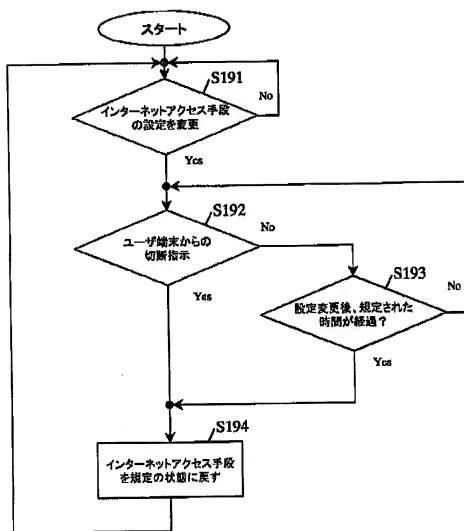 スタート
S191
No
インターネットアクセス手段
の設定を変更
Yes
S192
No
ユーザ端末からの
切断指示
S193
Yes
No
設定変更後、規定された
時間が経過?
Yes
S194
インターネットアクセス手段
を規定の状態に戻す